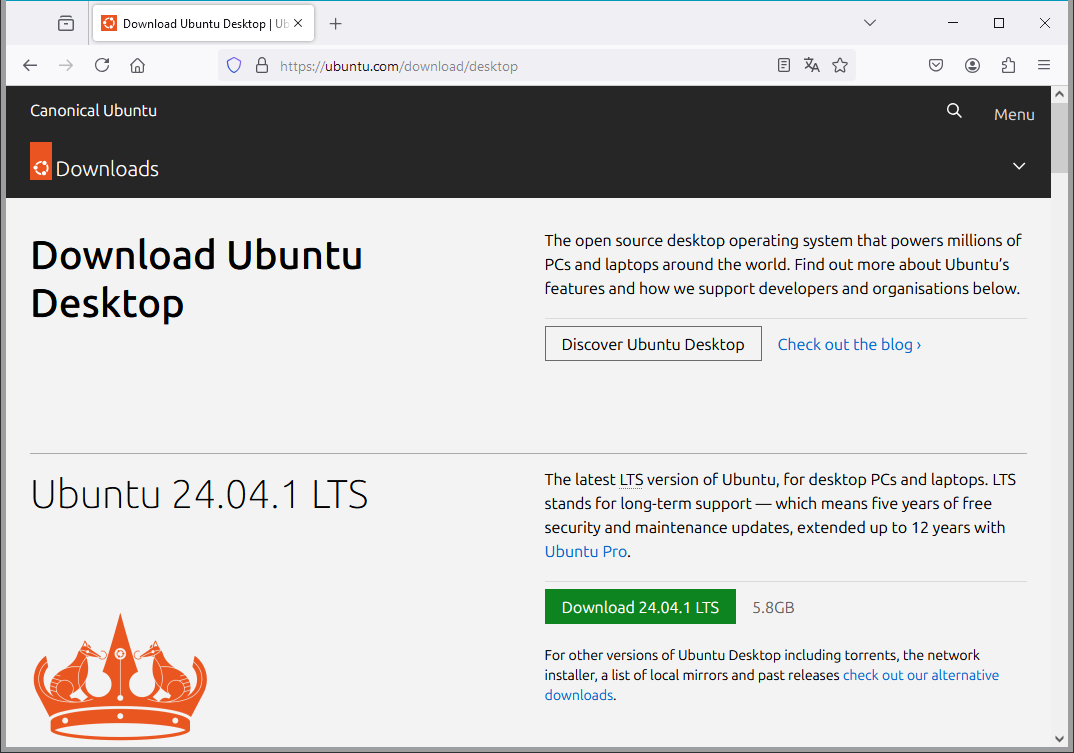 Download Ubuntu Desktop | Ub
https://ubuntu.com/download/desktop
Canonical Ubuntu
Menu
Downloads
Download Ubuntu
Desktop
The open source desktop operating system that powers millions of
PCs and laptops around the world. Find out more about Ubuntu's
features and how we support developers and organisations below.
Discover Ubuntu Desktop
Check out the blog ›
Ubuntu 24.04.1 LTS
The latest LTS version of Ubuntu, for desktop PCs and laptops. LTS
stands for long-term support — which means five years of free
security and maintenance updates, extended up to 12 years with
Ubuntu Pro.
Download 24.04.1 LTS
5.8GB
For other versions of Ubuntu Desktop including torrents, the network
installer, a list of local mirrors and past releases check out our alternative
downloads.